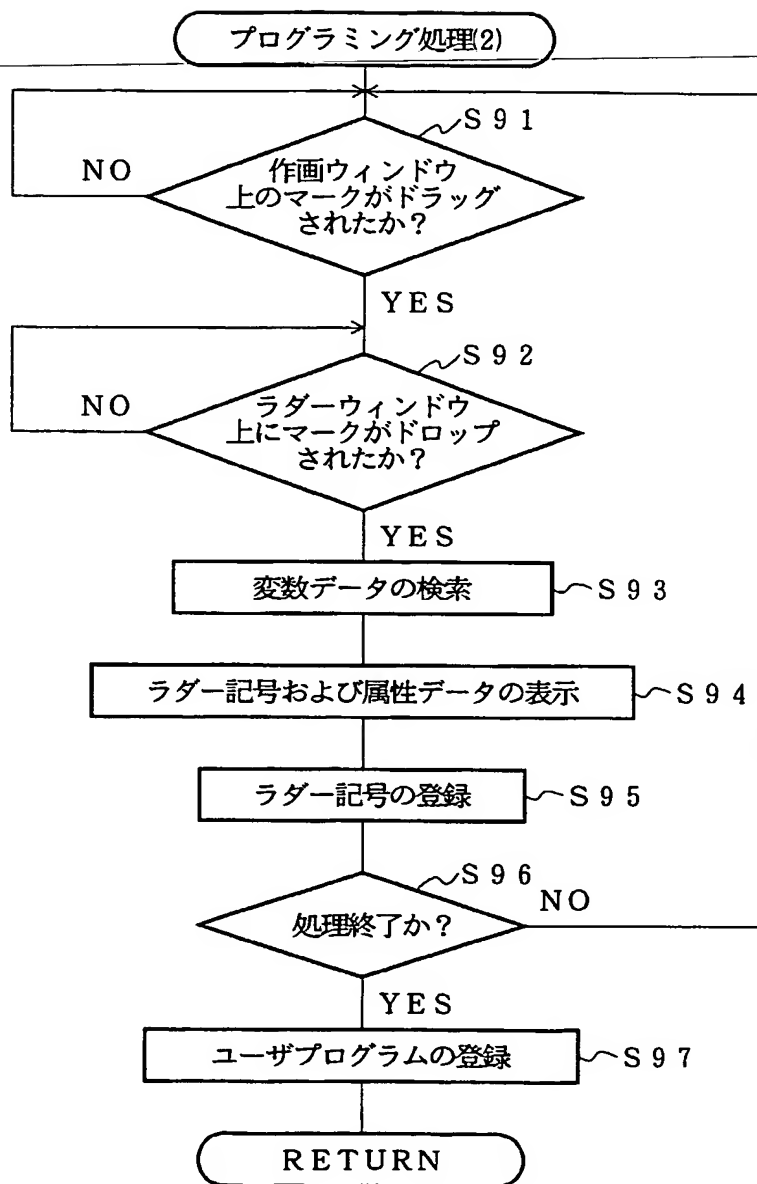 プログラミング処理(2)
S91
NO
作画ウィンドウ
上のマークがドラッグ
されたか?
YES
S92
NO
ラダーウィンドウ
上にマークがドロップ
されたか?
YES
変数データの検索
S93
ラダー記号および属性データの表示
S94
ラダー記号の登録
S95
S96
処理終了か?
NO
YES
ユーザプログラムの登録
S97
RETURN